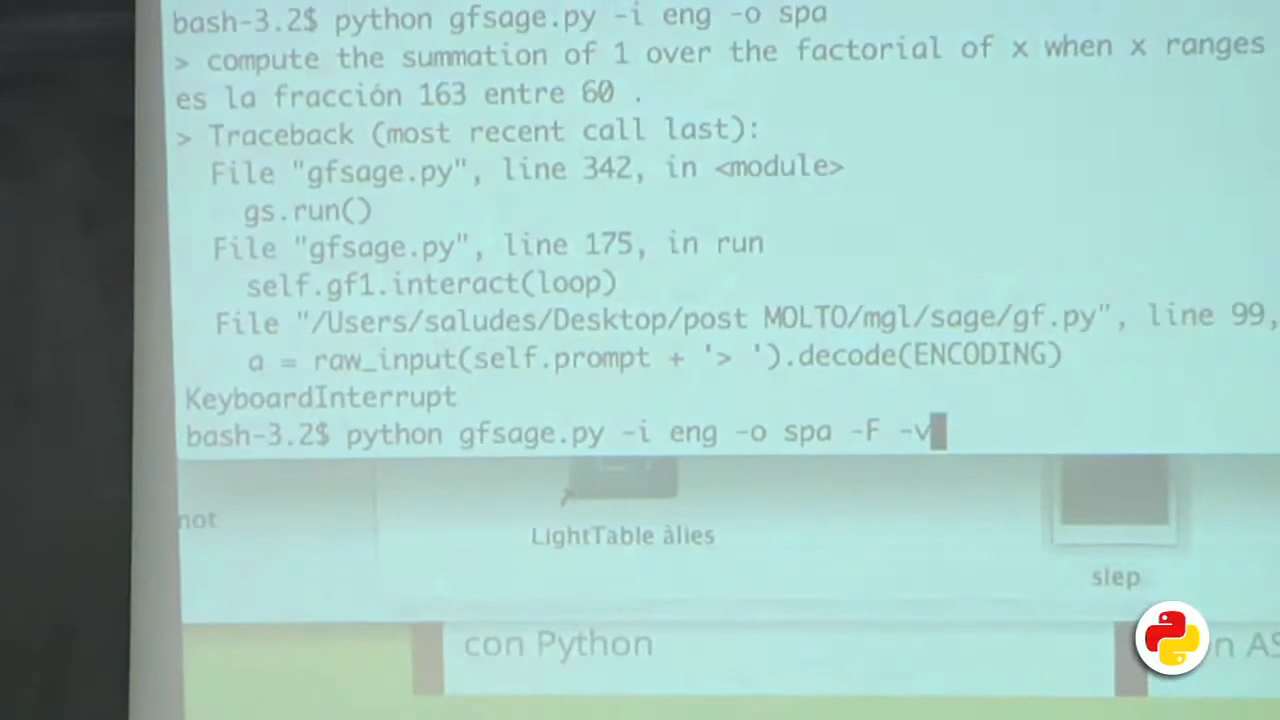 bash-3.2$ python gfsage.py -i eng -o spa
> compute the summation of 1 over the factorial of x when x ranges
es la fracción 163 entre 60 .
> Traceback (most recent call last):
File "gfsage.py", line 342, in <module>
gs.run()
File "gfsage.py", line 175, in run
self.gf1.interact(loop)
File "/Users/saludes/Desktop/post MOLTO/mgl/sage/gf.py", line 99,
a = raw_input(self.prompt + '> ').decode(ENCODING)
KeyboardInterrupt
bash-3.2$ python gfsage.py -i eng -o spa -F -v
not
LightTable àlies
slep
con Python
n AS